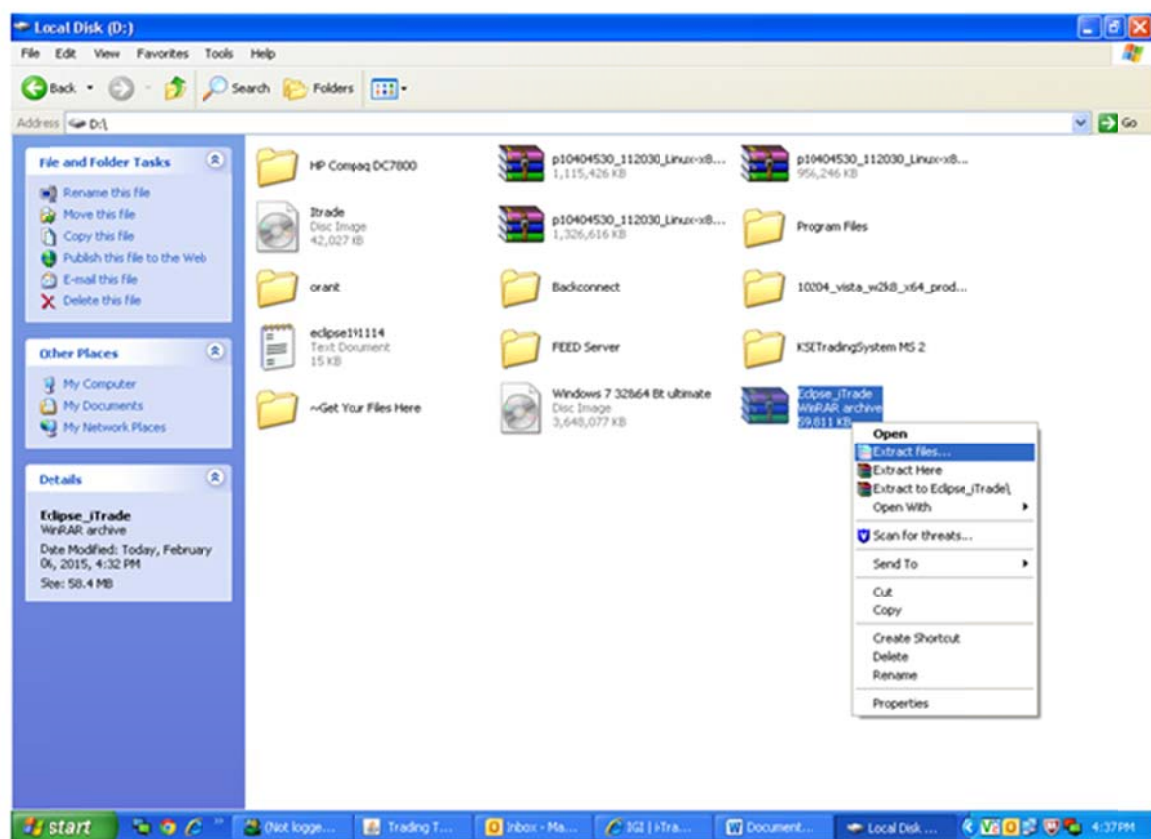 Local Disk (D:)
File Edit View Favorites Tools Help
Back Search Folders
Address D:\ Go
File and Folder Tasks
Rename this file
Move this file
Copy this file
Publish this file to the Web
E-mail this file
Delete this file
Other Places
My Computer
My Documents
My Network Places
Details
Eclipse_iTrade
WinRAR archive
Date Modified: Today, February
06, 2015, 4:32 PM
Size: 58.4 MB
HP Compaq DC7800
p10404530_112030_Linux-x8...
1,115,426 KB
p10404530_112030_Linux-x8...
956,246 KB
Itrade
Disc Image
42,027 KB
p10404530_112030_Linux-x8...
1,326,616 KB
Program Files
orant
Backconnect
10204_vista_w2k8_x64_prod...
eclipse191114
Text Document
15 KB
FEED Server
KSETradingSystem MS 2
~Get Your Files Here
Windows 7 32&64 Bt ultimate
Disc Image
3,648,077 KB
Eclipse_iTrade
WinRAR archive
59,811 KB
Open
Extract files...
Extract Here
Extract to Eclipse_iTrade\
Open With
Scan for threats...
Send To
Cut
Copy
Create Shortcut
Delete
Rename
Properties
start
(Not logge...
Trading T...
Inbox - Ma...
IGI | i-Tra...
Document...
Local Disk ...
4:37 PM